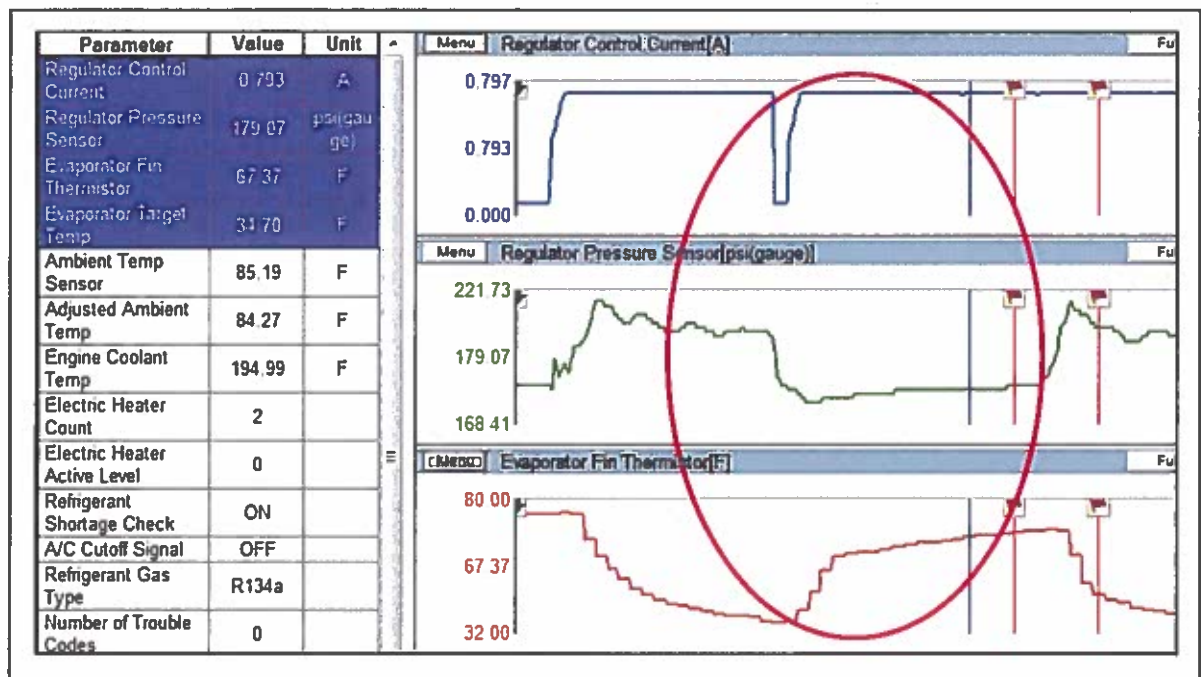 Parameter Value Unit
Regulator Control Current 0.793 A
Regulator Pressure Sensor 179.07 psi(gauge)
Evaporator Fin Thermistor 67.37 F
Evaporator Target Temp F
Ambient Temp Sensor 85.19 F
Adjusted Ambient Temp 84.27 F
Engine Coolant Temp 194.99 F
Electric Heater Count 2
Electric Heater Active Level 0
Refrigerant Shortage Check ON
A/C Cutoff Signal OFF
Refrigerant Gas Type R134a
Number of Trouble Codes 0
Menu Regulator Control Current[A] Fu
0.797
0.793
0.000
Menu Regulator Pressure Sensor[psi(gauge)] Fu
221.73
179.07
168.41
Menu Evaporator Fin Thermistor[F] Fu
80.00
67.37
32.00